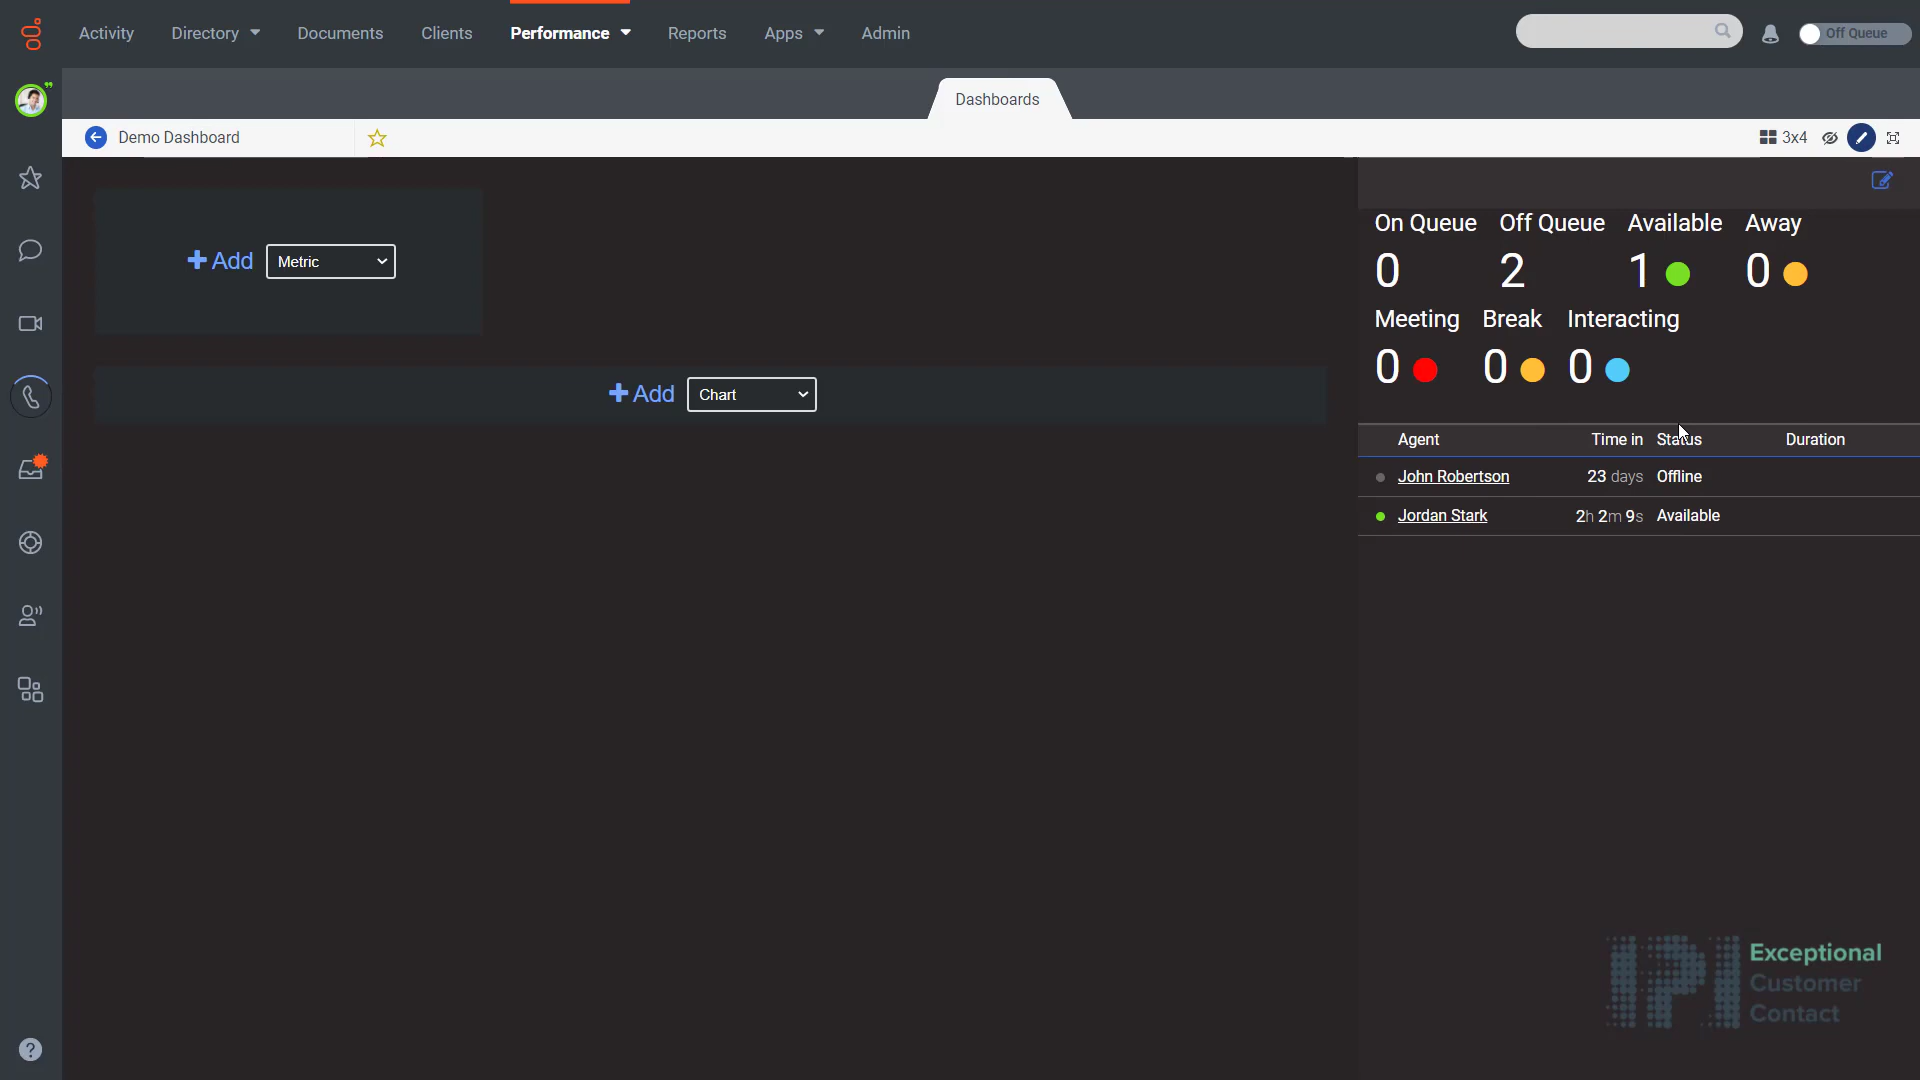 Activity Directory Documents Clients Performance Reports Apps Admin
Off Queue
Dashboards
Demo Dashboard
3x4
Add Metric
Add Chart
On Queue Off Queue Available Away
0 2 1 0
Meeting Break Interacting
0 0 0
Agent Time in Status Duration
John Robertson 23 days Offline
Jordan Stark 2h 2m 9s Available
IPI
Exceptional
Customer
Contact